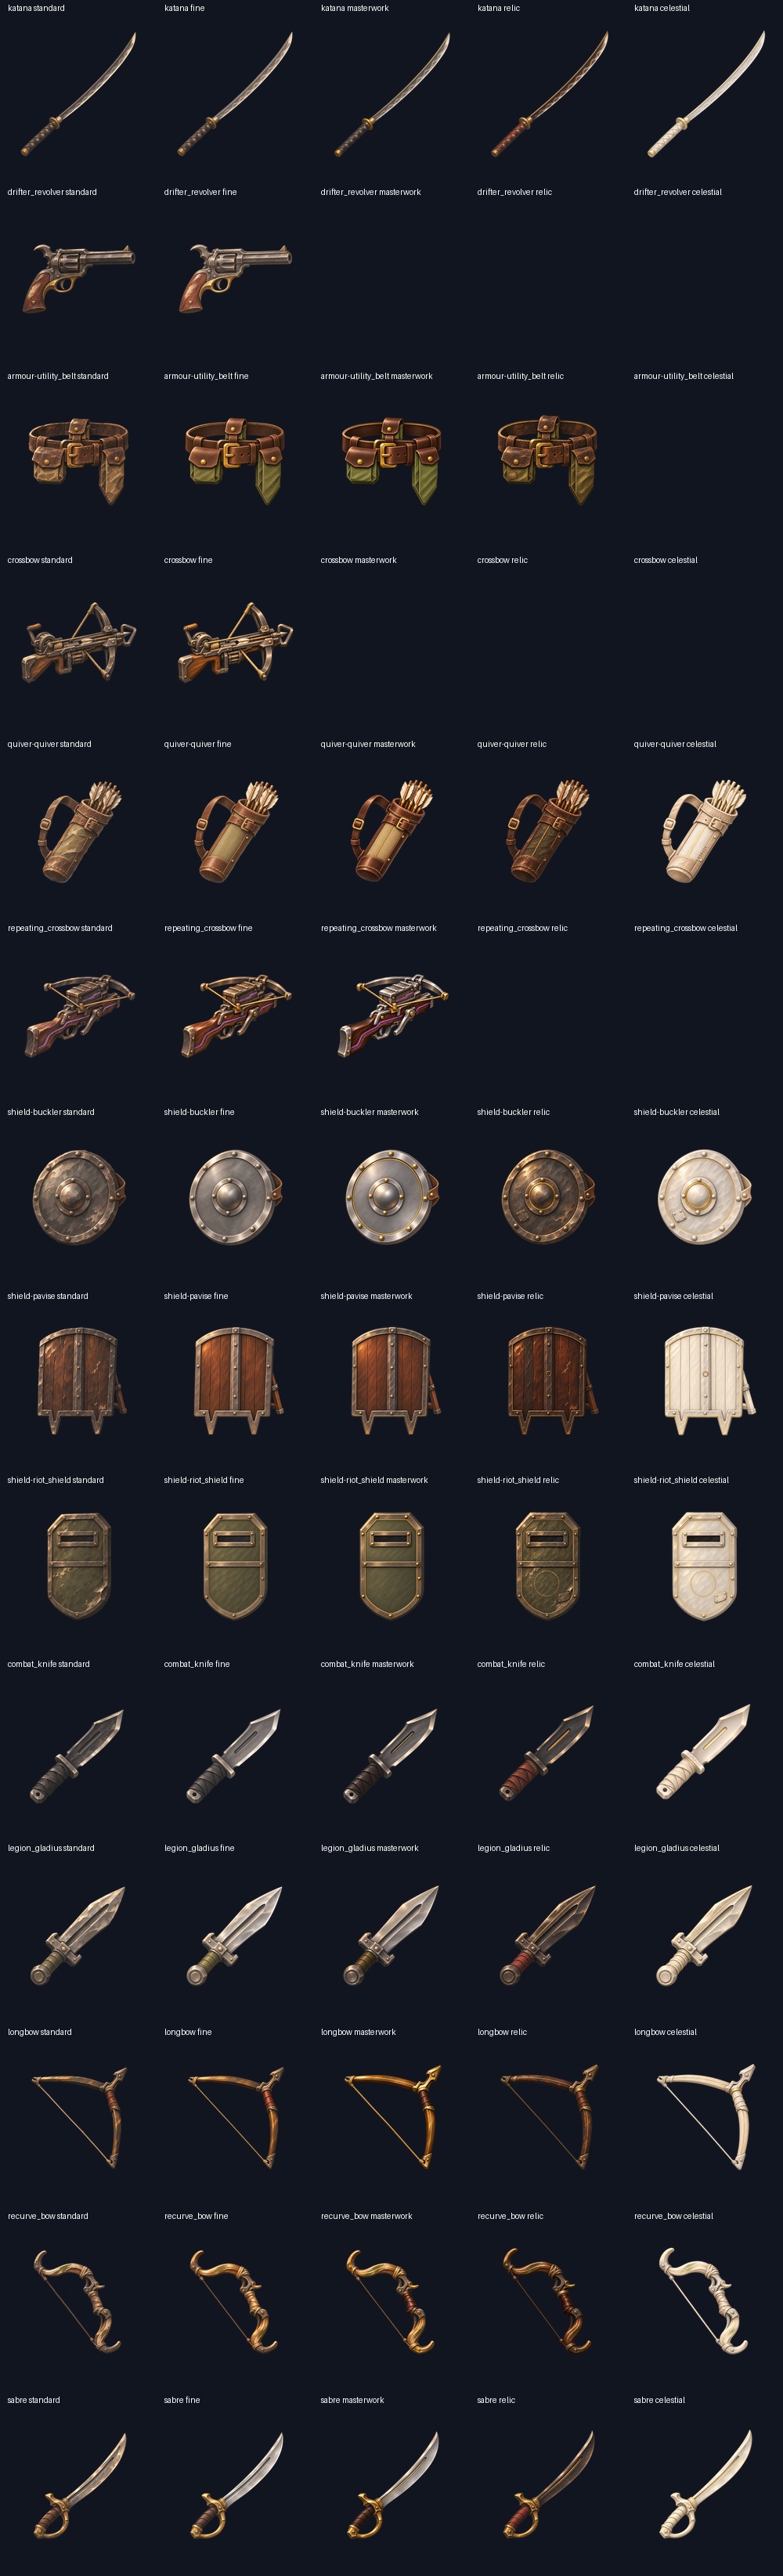 katana standard katana fine katana masterwork katana relic katana celestial
drifter_revolver standard drifter_revolver fine drifter_revolver masterwork drifter_revolver relic drifter_revolver celestial
armour-utility_belt standard armour-utility_belt fine armour-utility_belt masterwork armour-utility_belt relic armour-utility_belt celestial
crossbow standard crossbow fine crossbow masterwork crossbow relic crossbow celestial
quiver-quiver standard quiver-quiver fine quiver-quiver masterwork quiver-quiver relic quiver-quiver celestial
repeating_crossbow standard repeating_crossbow fine repeating_crossbow masterwork repeating_crossbow relic repeating_crossbow celestial
shield-buckler standard shield-buckler fine shield-buckler masterwork shield-buckler relic shield-buckler celestial
shield-pavise standard shield-pavise fine shield-pavise masterwork shield-pavise relic shield-pavise celestial
shield-riot_shield standard shield-riot_shield fine shield-riot_shield masterwork shield-riot_shield relic shield-riot_shield celestial
combat_knife standard combat_knife fine combat_knife masterwork combat_knife relic combat_knife celestial
legion_gladius standard legion_gladius fine legion_gladius masterwork legion_gladius relic legion_gladius celestial
longbow standard longbow fine longbow masterwork longbow relic longbow celestial
recurve_bow standard recurve_bow fine recurve_bow masterwork recurve_bow relic recurve_bow celestial
sabre standard sabre fine sabre masterwork sabre relic sabre celestial